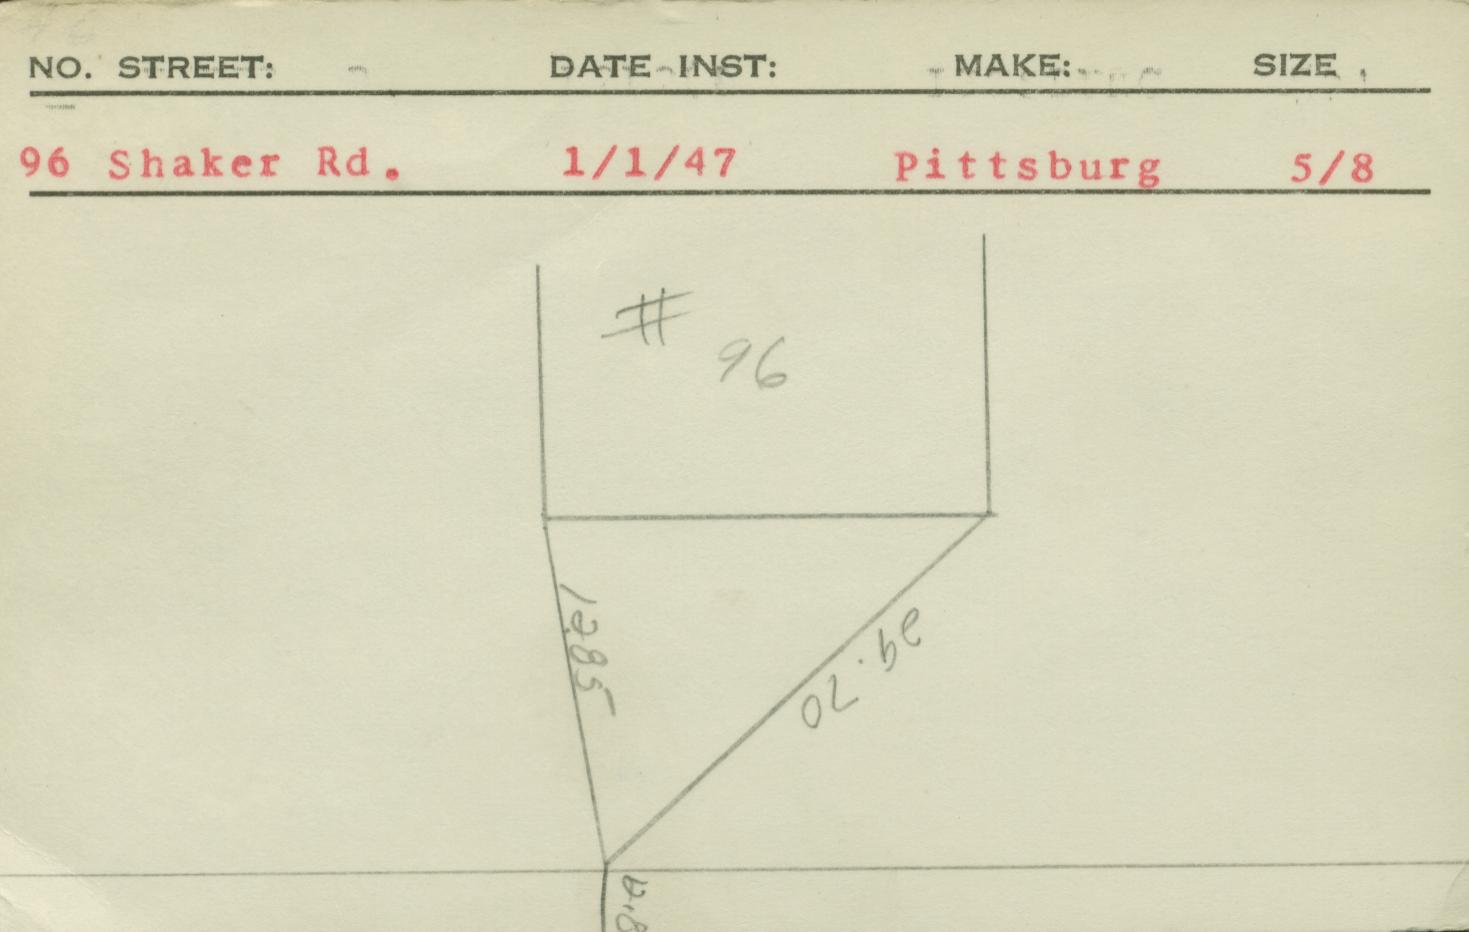 NO. STREET: DATE INST: MAKE: SIZE
96 Shaker Rd. 1/1/47 Pittsburg 5/8
# 96
12.85
29.70